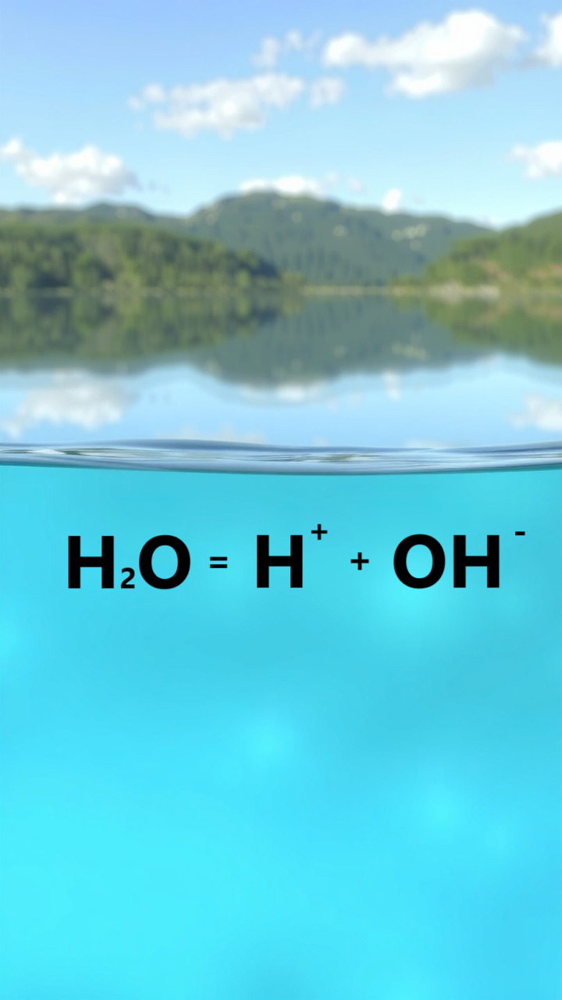 H₂O = H⁺ + OH⁻